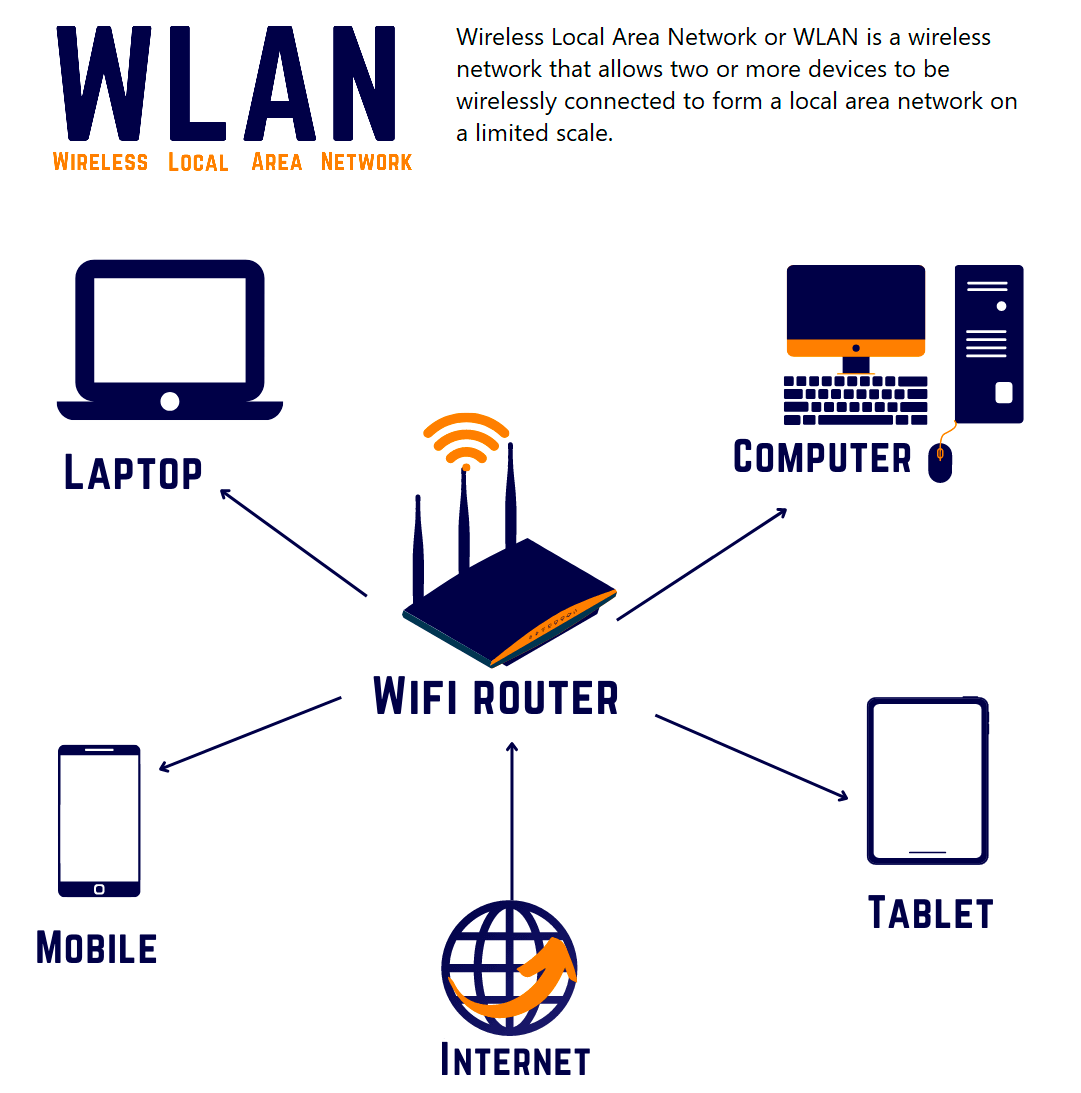 WLAN
Wireless Local Area Network
Wireless Local Area Network or WLAN is a wireless
network that allows two or more devices to be
wirelessly connected to form a local area network on
a limited scale.
Laptop
Computer
Wifi router
Mobile
Tablet
Internet